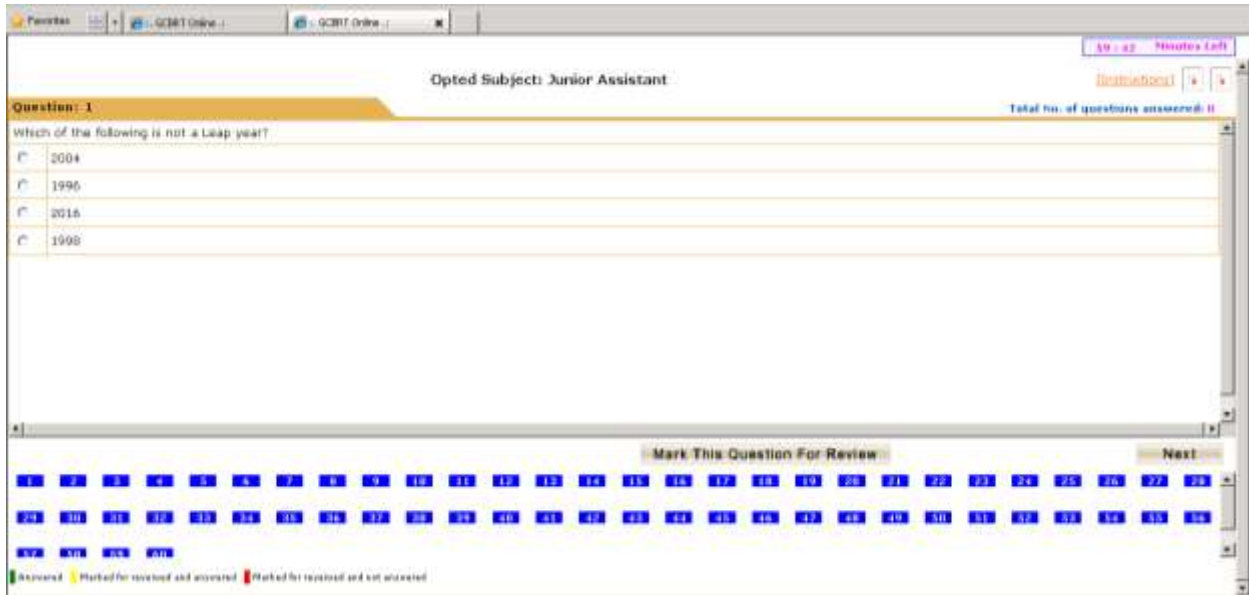 Favorites GCBRT Online GCBRT Online
Minutes Left
Opted Subject: Junior Assistant
[Instructions]
Question: 1
Total no. of questions answered: 0
Which of the following is not a Leap year?
2004
1996
2016
1998
Mark This Question For Review Next
1 2 3 4 5 6 7 8 9 10 11 12 13 14 15 16 17 18 19 20 21 22 23 24 25 26 27 28
29 30 31 32 33 34 35 36 37 38 39 40 41 42 43 44 45 46 47 48 49 50 51 52 53 54 55 56
57 58 59 60
Answered Marked for reviewed and answered Marked for reviewed and not answered